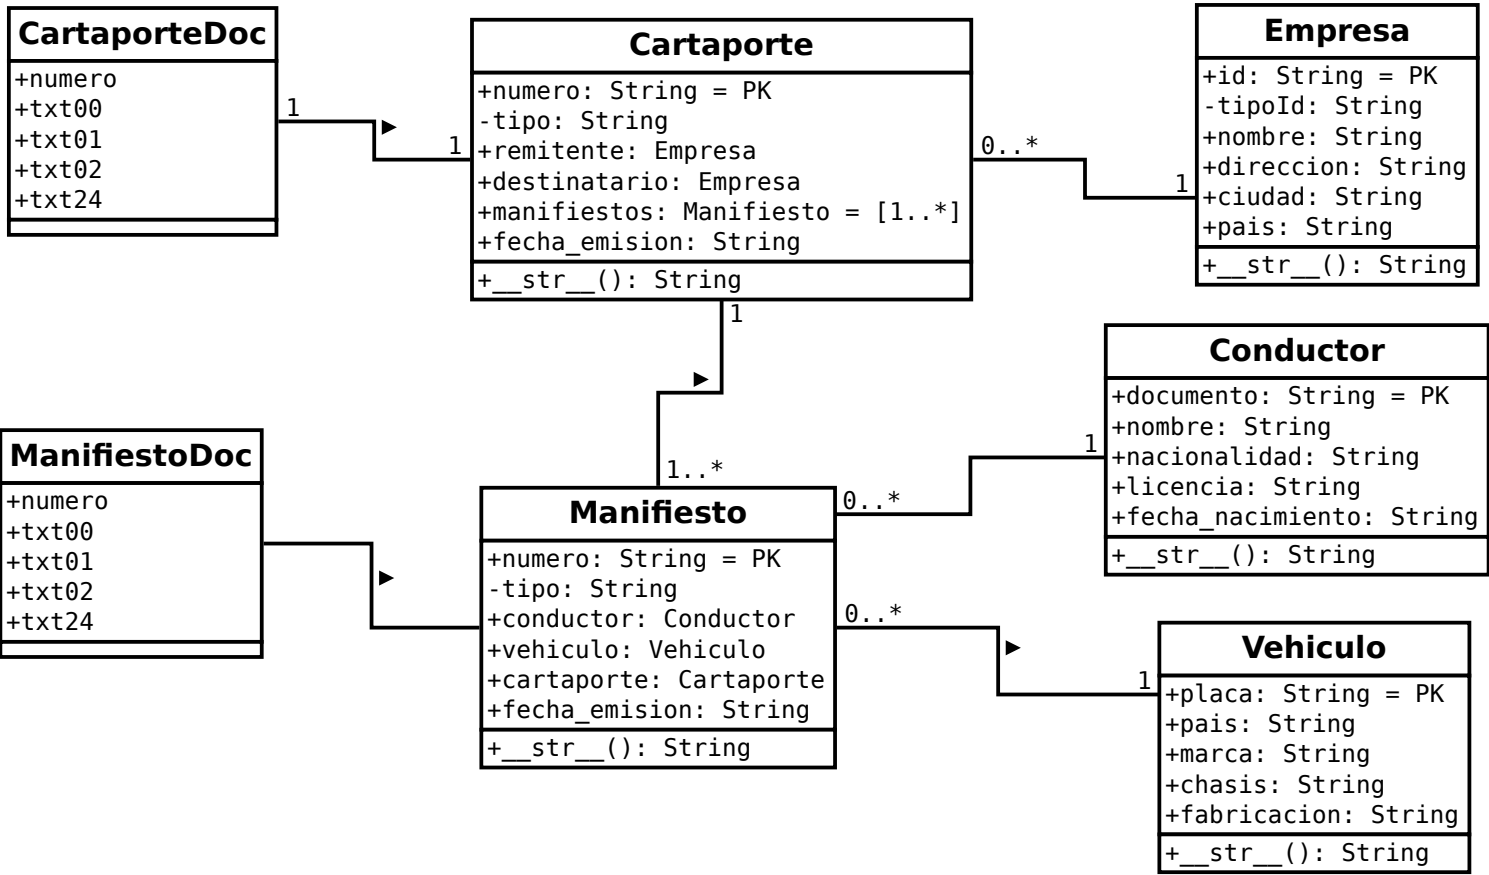 CartaporteDoc
+numero
+txt00
+txt01
+txt02
+txt24
1
1
Cartaporte
+numero: String = PK
-tipo: String
+remitente: Empresa
+destinatario: Empresa
+manifiestos: Manifiesto = [1..*]
+fecha_emision: String
+__str__(): String
0..*
1
Empresa
+id: String = PK
-tipoId: String
+nombre: String
+direccion: String
+ciudad: String
+pais: String
+__str__(): String
1
1..*
Conductor
+documento: String = PK
+nombre: String
+nacionalidad: String
+licencia: String
+fecha_nacimiento: String
+__str__(): String
ManifiestoDoc
+numero
+txt00
+txt01
+txt02
+txt24
Manifiesto
+numero: String = PK
-tipo: String
+conductor: Conductor
+vehiculo: Vehiculo
+cartaporte: Cartaporte
+fecha_emision: String
+__str__(): String
0..*
1
0..*
1
Vehiculo
+placa: String = PK
+pais: String
+marca: String
+chasis: String
+fabricacion: String
+__str__(): String